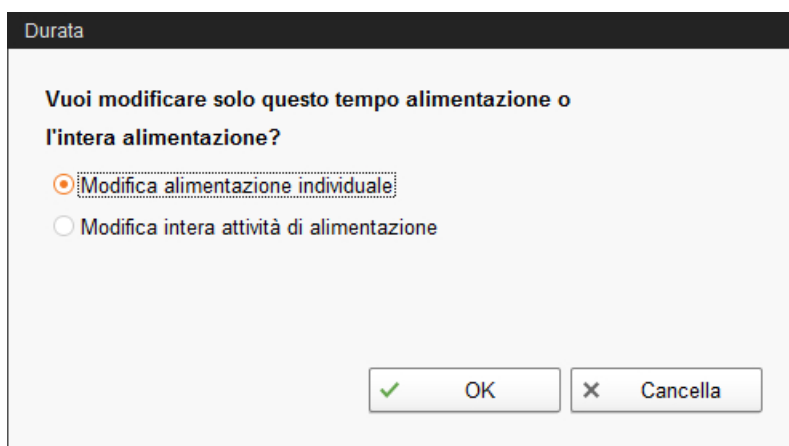 Durata
Vuoi modificare solo questo tempo alimentazione o
l'intera alimentazione?
Modifica alimentazione individuale
Modifica intera attività di alimentazione
OK
Cancella